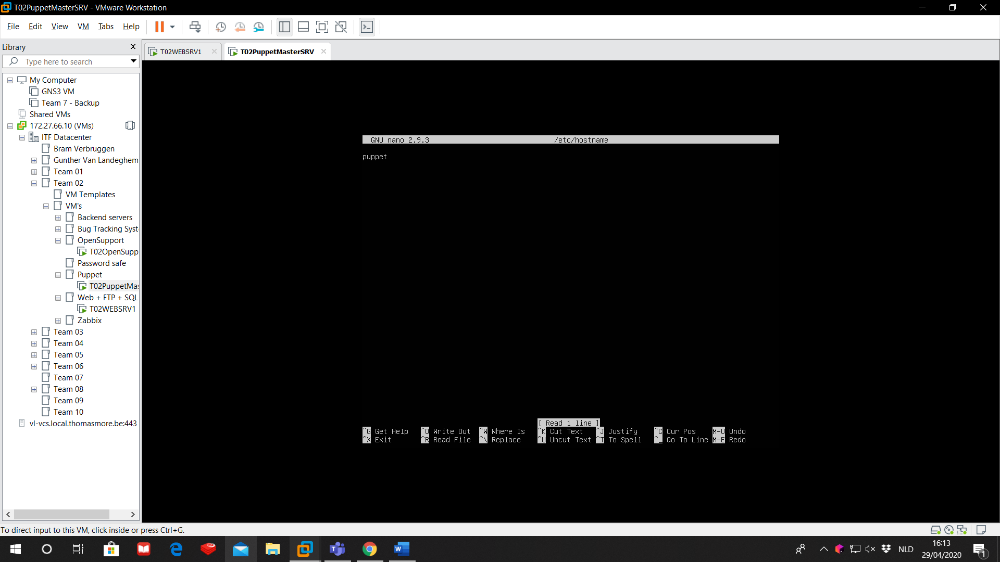 T02PuppetMasterSRV - VMware Workstation
File Edit View VM Tabs Help
Library
Type here to search
T02WEBSRV1
T02PuppetMasterSRV
My Computer
GNS3 VM
Team 7 - Backup
Shared VMs
172.27.66.10 (VMs)
ITF Datacenter
Bram Verbruggen
Gunther Van Landeghem
Team 01
Team 02
VM Templates
VM's
Backend servers
Bug Tracking Syst
OpenSupport
T02OpenSupp
Password safe
Puppet
T02PuppetMas
Web + FTP + SQL
T02WEBSRV1
Zabbix
Team 03
Team 04
Team 05
Team 06
Team 07
Team 08
Team 09
Team 10
vl-vcs.local.thomasmore.be:443
GNU nano 2.9.3 /etc/hostname
puppet
[ Read 1 line ]
^G Get Help ^O Write Out ^W Where Is ^K Cut Text ^J Justify ^C Cur Pos M-U Undo
^X Exit ^R Read File ^\ Replace ^U Uncut Text ^T To Spell ^_ Go To Line M-E Redo
To direct input to this VM, click inside or press Ctrl+G.
NLD
16:13
29/04/2020
1